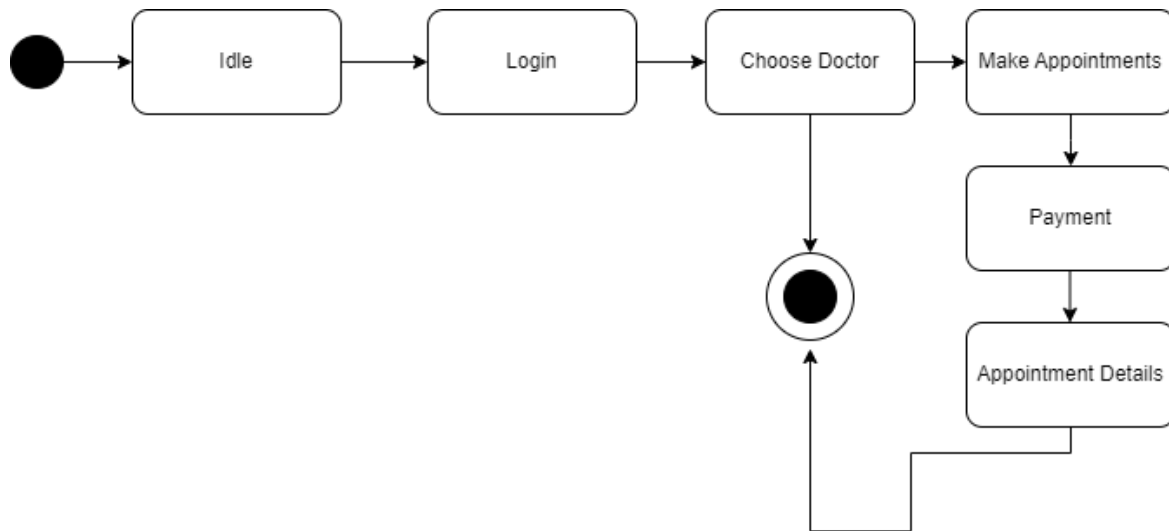 Idle
Login
Choose Doctor
Make Appointments
Payment
Appointment Details